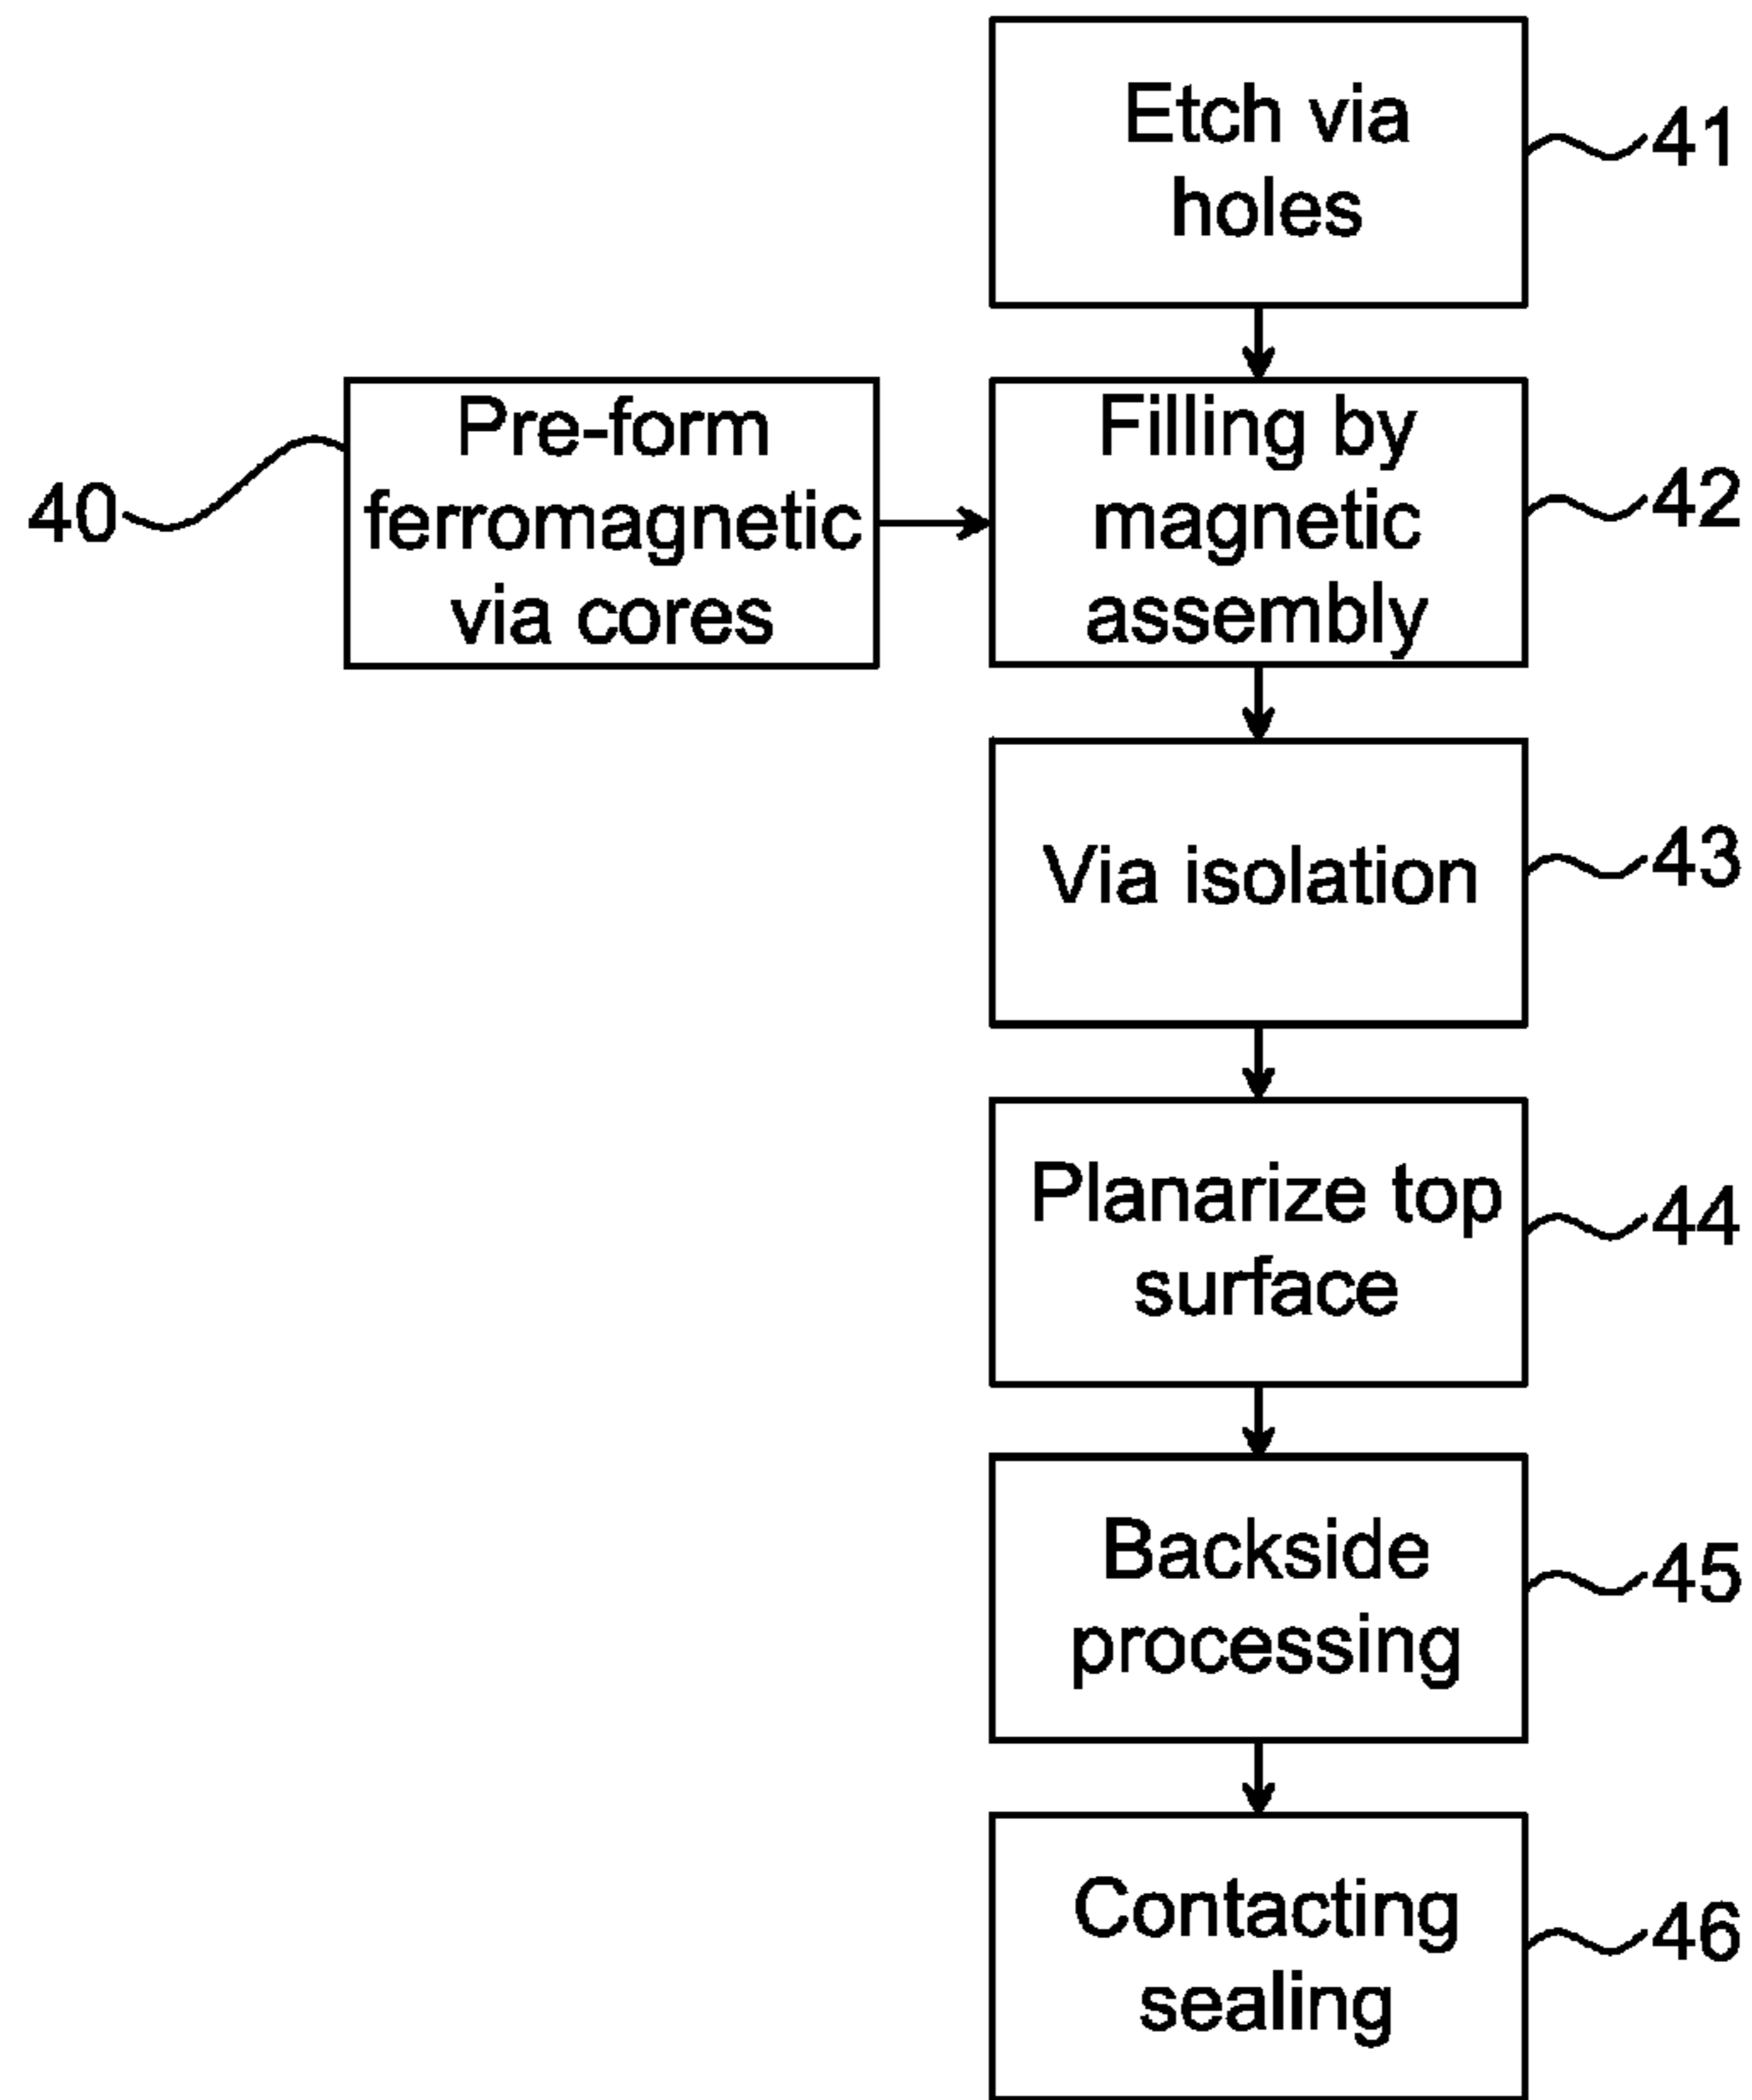 Etch via
holes
41
Pre-form
ferromagnetic
via cores
40
Filling by
magnetic
assembly
42
Via isolation
43
Planarize top
surface
44
Backside
processing
45
Contacting
sealing
46